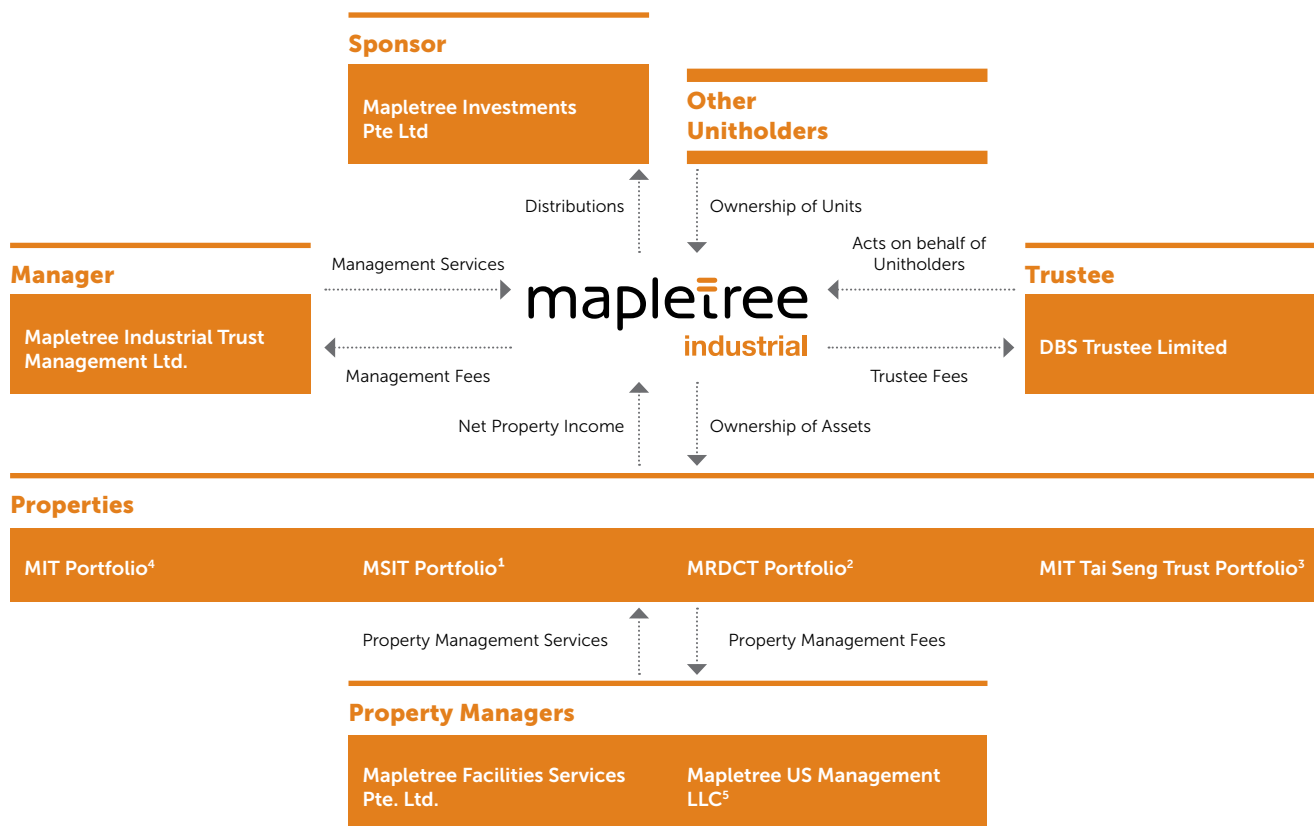 Sponsor
Mapletree Investments
Pte Ltd
Other
Unitholders
Distributions
Ownership of Units
Manager
Mapletree Industrial Trust
Management Ltd.
Management Services
Management Fees
mapletree
industrial
Acts on behalf of
Unitholders
Trustee Fees
Trustee
DBS Trustee Limited
Net Property Income
Ownership of Assets
Properties
MIT Portfolio⁴
MSIT Portfolio¹
MRDCT Portfolio²
MIT Tai Seng Trust Portfolio³
Property Management Services
Property Management Fees
Property Managers
Mapletree Facilities Services
Pte. Ltd.
Mapletree US Management
LLC⁵